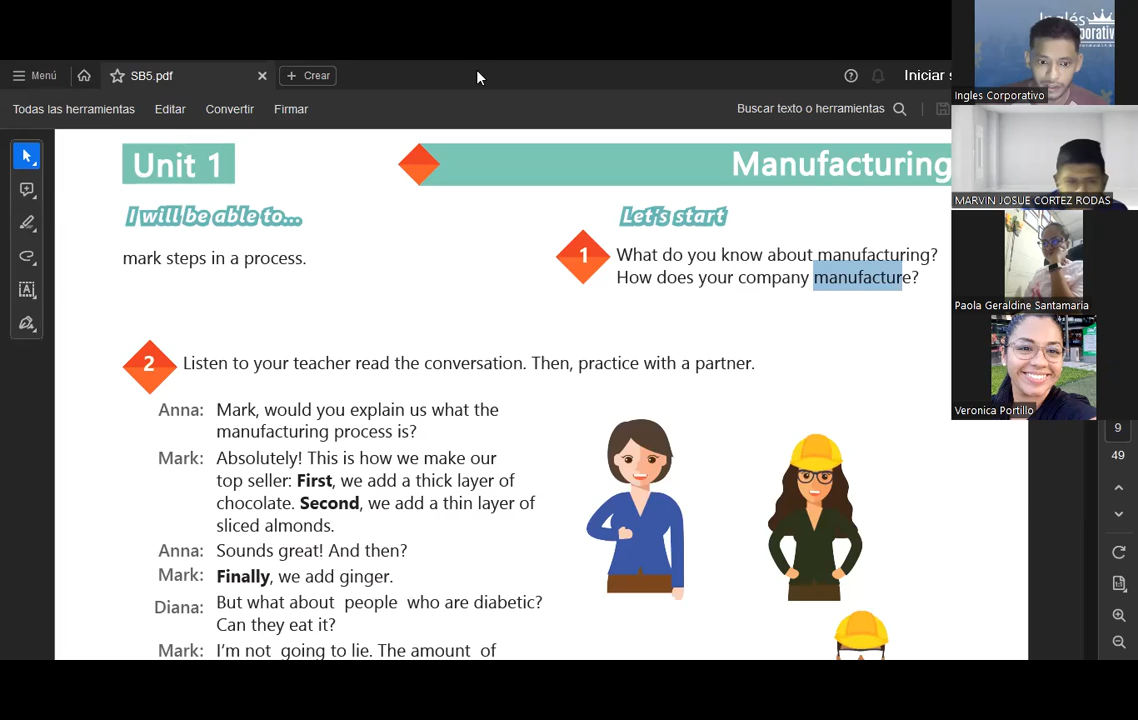 Inglés
Corporativo
Ingles Corporativo
Menú
SB5.pdf
Crear
Iniciar s
Todas las herramientas
Editar
Convertir
Firmar
Buscar texto o herramientas
MARVIN JOSUE CORTEZ RODAS
Paola Geraldine Santamaria
Veronica Portillo
Unit 1
Manufacturing
I will be able to...
mark steps in a process.
Let's start
1
What do you know about manufacturing?
How does your company manufacture?
2
Listen to your teacher read the conversation. Then, practice with a partner.
Anna: Mark, would you explain us what the
manufacturing process is?
Mark: Absolutely! This is how we make our
top seller: First, we add a thick layer of
chocolate. Second, we add a thin layer of
sliced almonds.
Anna: Sounds great! And then?
Mark: Finally, we add ginger.
Diana: But what about people who are diabetic?
Can they eat it?
Mark: I'm not going to lie. The amount of
9
49